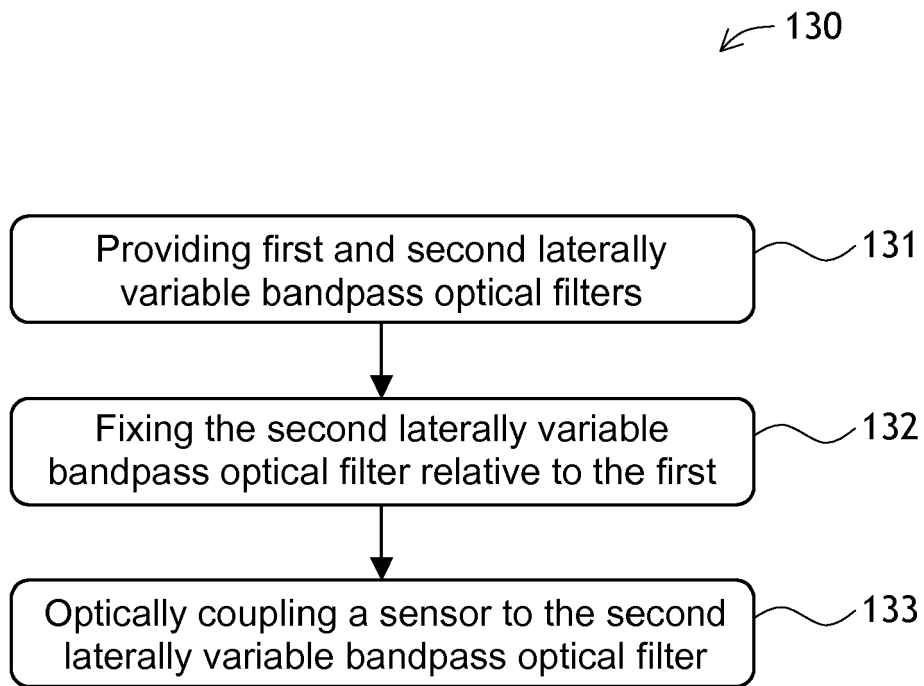 130
Providing first and second laterally
variable bandpass optical filters
131
Fixing the second laterally variable
bandpass optical filter relative to the first
132
Optically coupling a sensor to the second
laterally variable bandpass optical filter
133